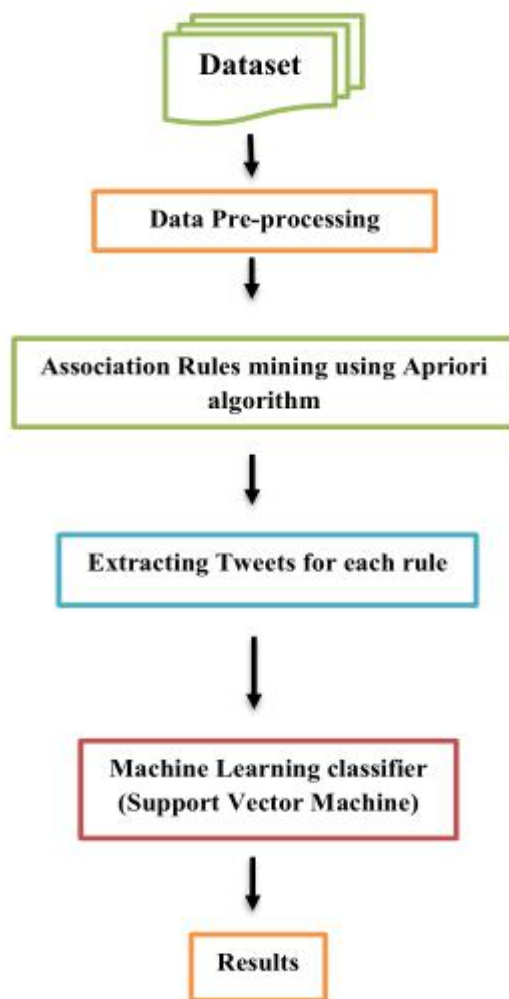 Dataset
Data Pre-processing
Association Rules mining using Apriori
algorithm
Extracting Tweets for each rule
Machine Learning classifier
(Support Vector Machine)
Results